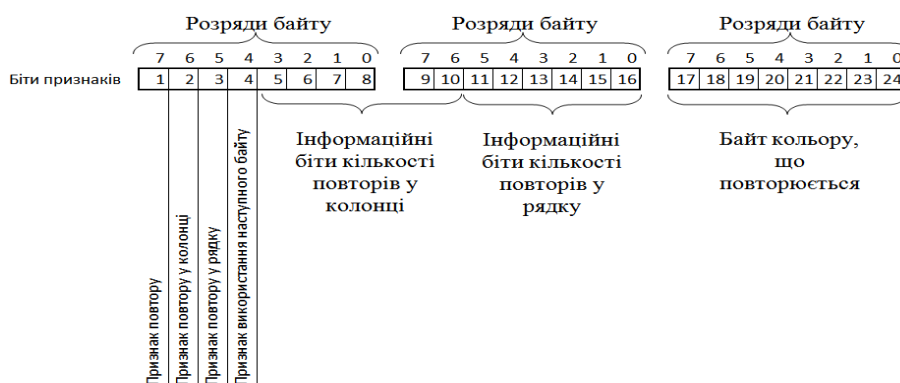 Розряди байту Розряди байту Розряди байту
7 6 5 4 3 2 1 0 7 6 5 4 3 2 1 0 7 6 5 4 3 2 1 0
Біти признаків 1 2 3 4 5 6 7 8 9 10 11 12 13 14 15 16 17 18 19 20 21 22 23 24
Інформаційні
біти кількості
повторів у
колонці
Інформаційні
біти кількості
повторів у
рядку
Байт кольору,
що
повторюється
Признак повтору
Признак повтору у колонці
Признак повтору у рядку
Признак використання наступного байту